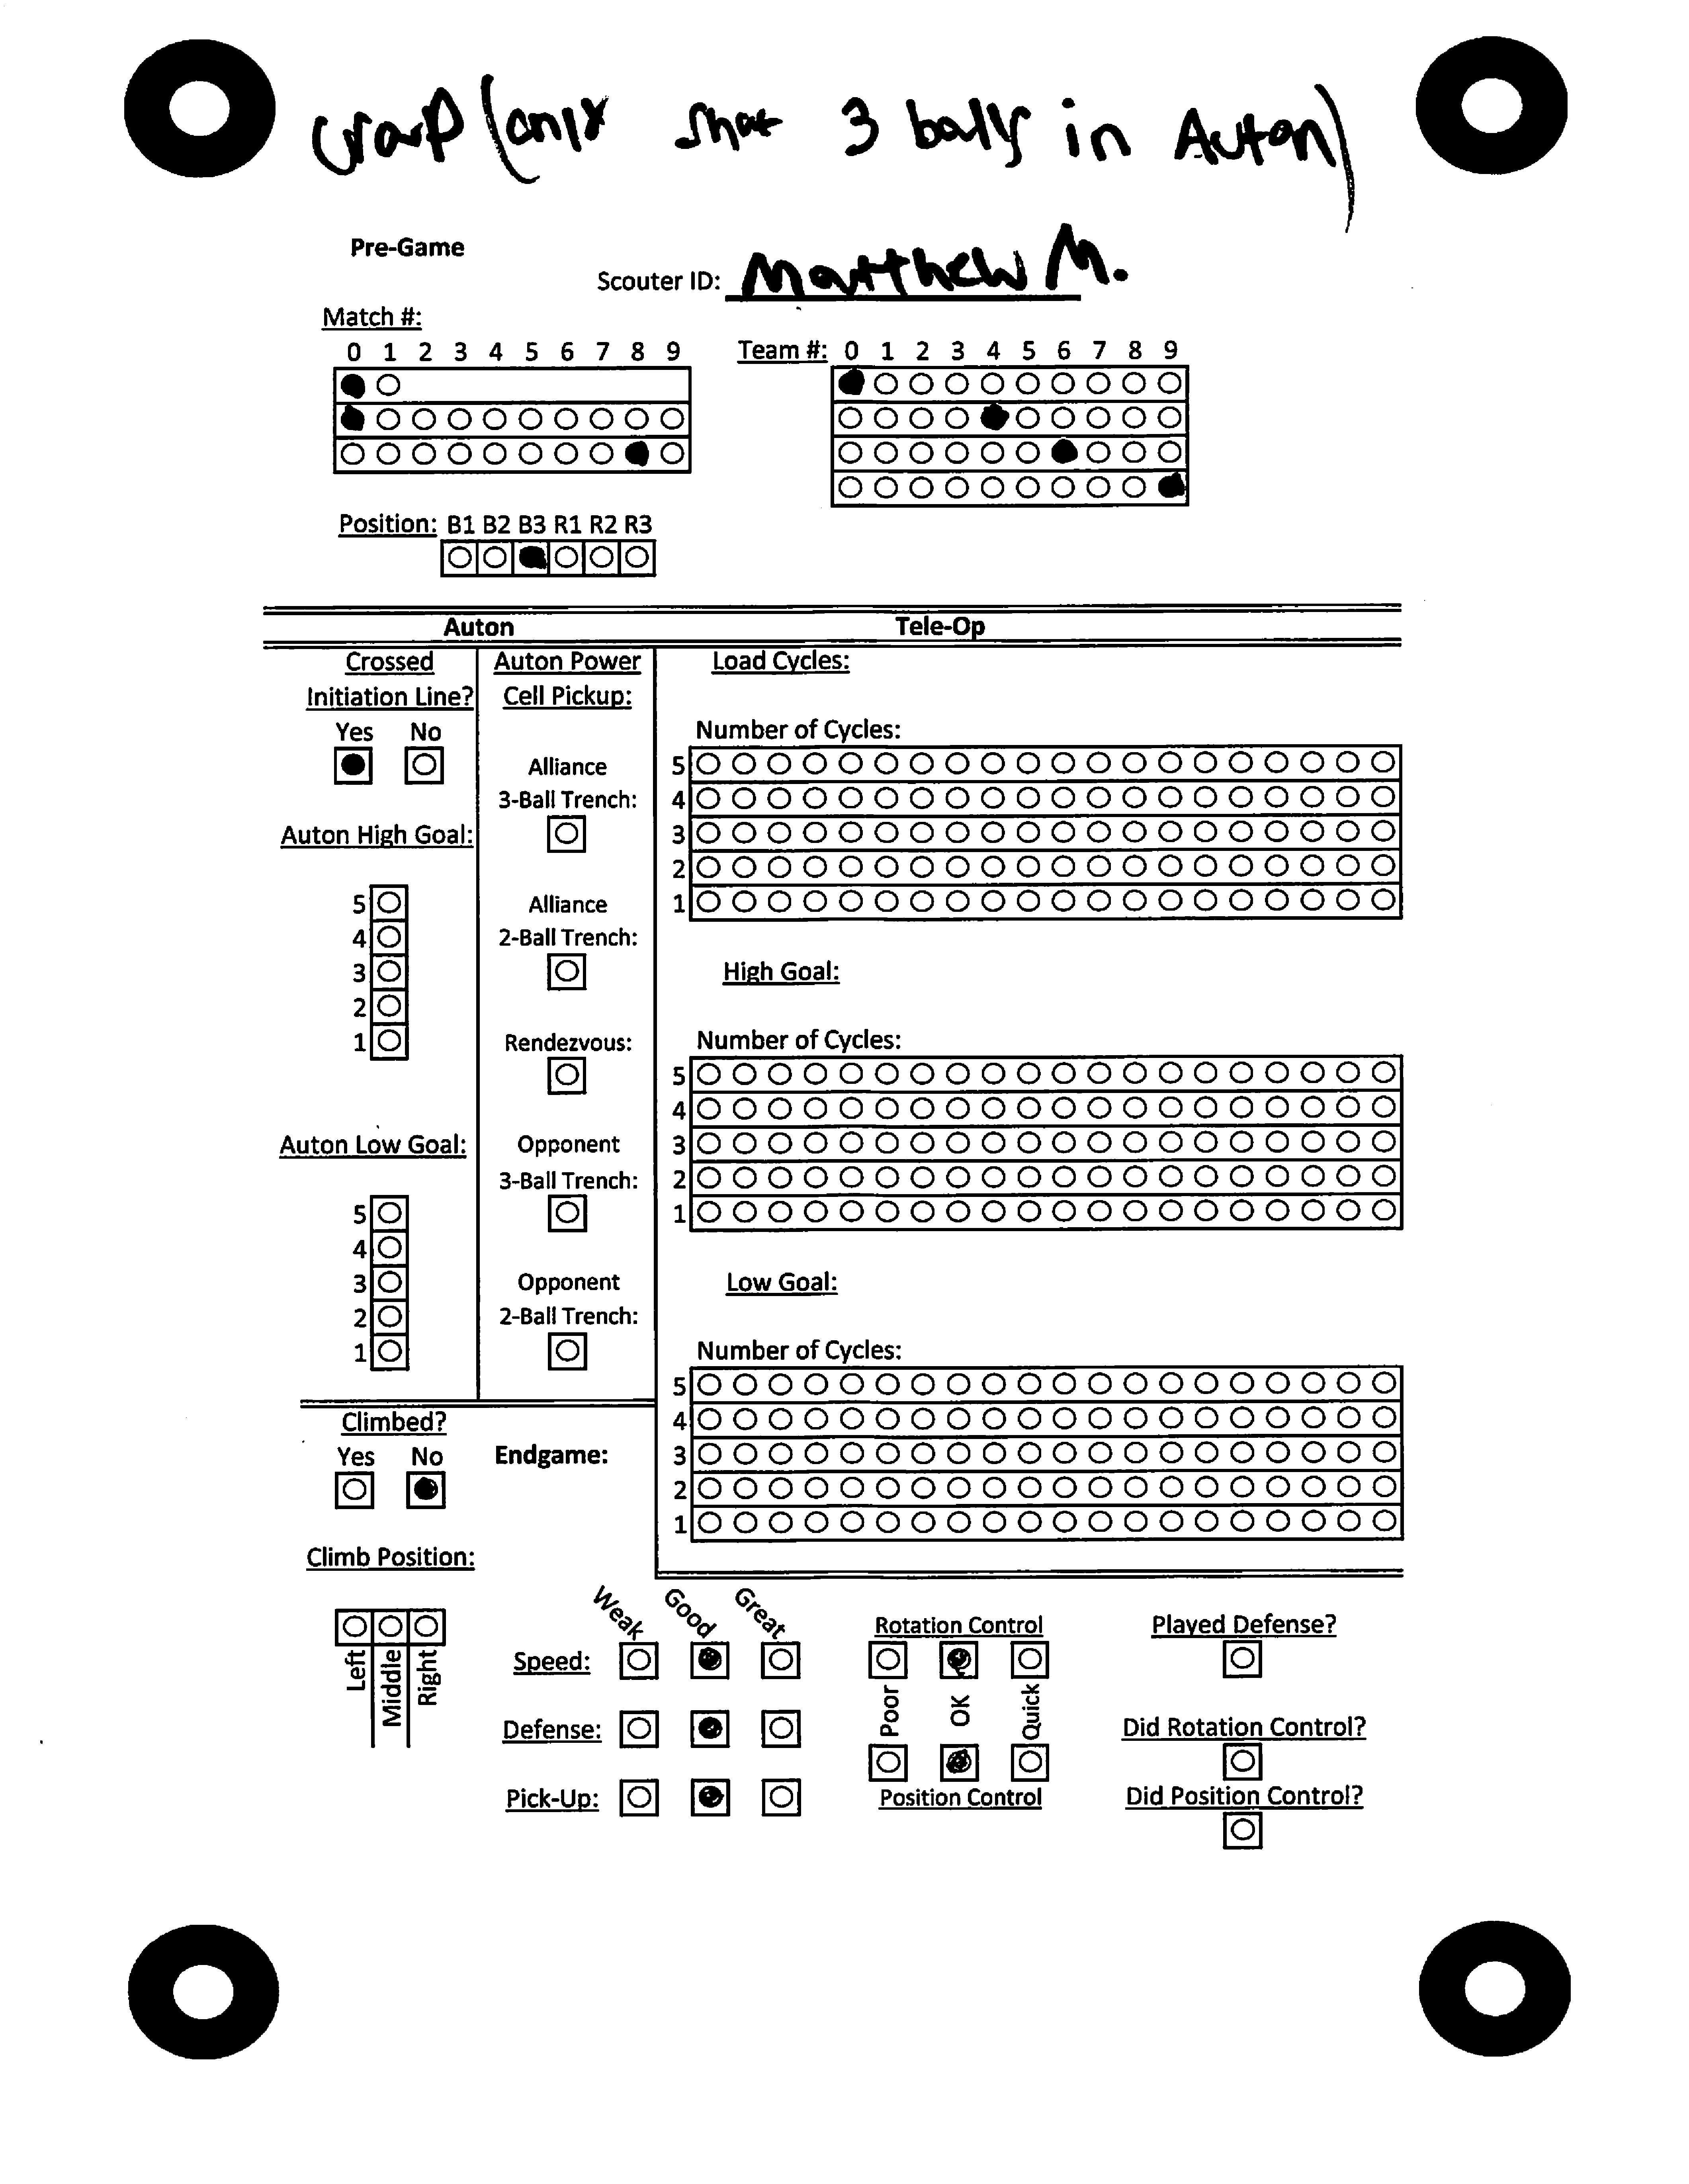 Crap (only shot 3 balls in Auton)
Pre-Game
Scouter ID: Matthew M.
Match #:
0 1 2 3 4 5 6 7 8 9
Team #: 0 1 2 3 4 5 6 7 8 9
Position: B1 B2 B3 R1 R2 R3
Auton
Tele-Op
Crossed
Initiation Line?
Yes No
Auton High Goal:
5
4
3
2
1
Auton Low Goal:
5
4
3
2
1
Auton Power
Cell Pickup:
Alliance
3-Ball Trench:
Alliance
2-Ball Trench:
Rendezvous:
Opponent
3-Ball Trench:
Opponent
2-Ball Trench:
Load Cycles:
Number of Cycles:
5
4
3
2
1
High Goal:
Number of Cycles:
5
4
3
2
1
Low Goal:
Number of Cycles:
5
4
3
2
1
Climbed?
Yes No
Endgame:
Climb Position:
Left
Middle
Right
Weak Good Great
Speed:
Defense:
Pick-Up:
Rotation Control
Poor OK Quick
Position Control
Played Defense?
Did Rotation Control?
Did Position Control?